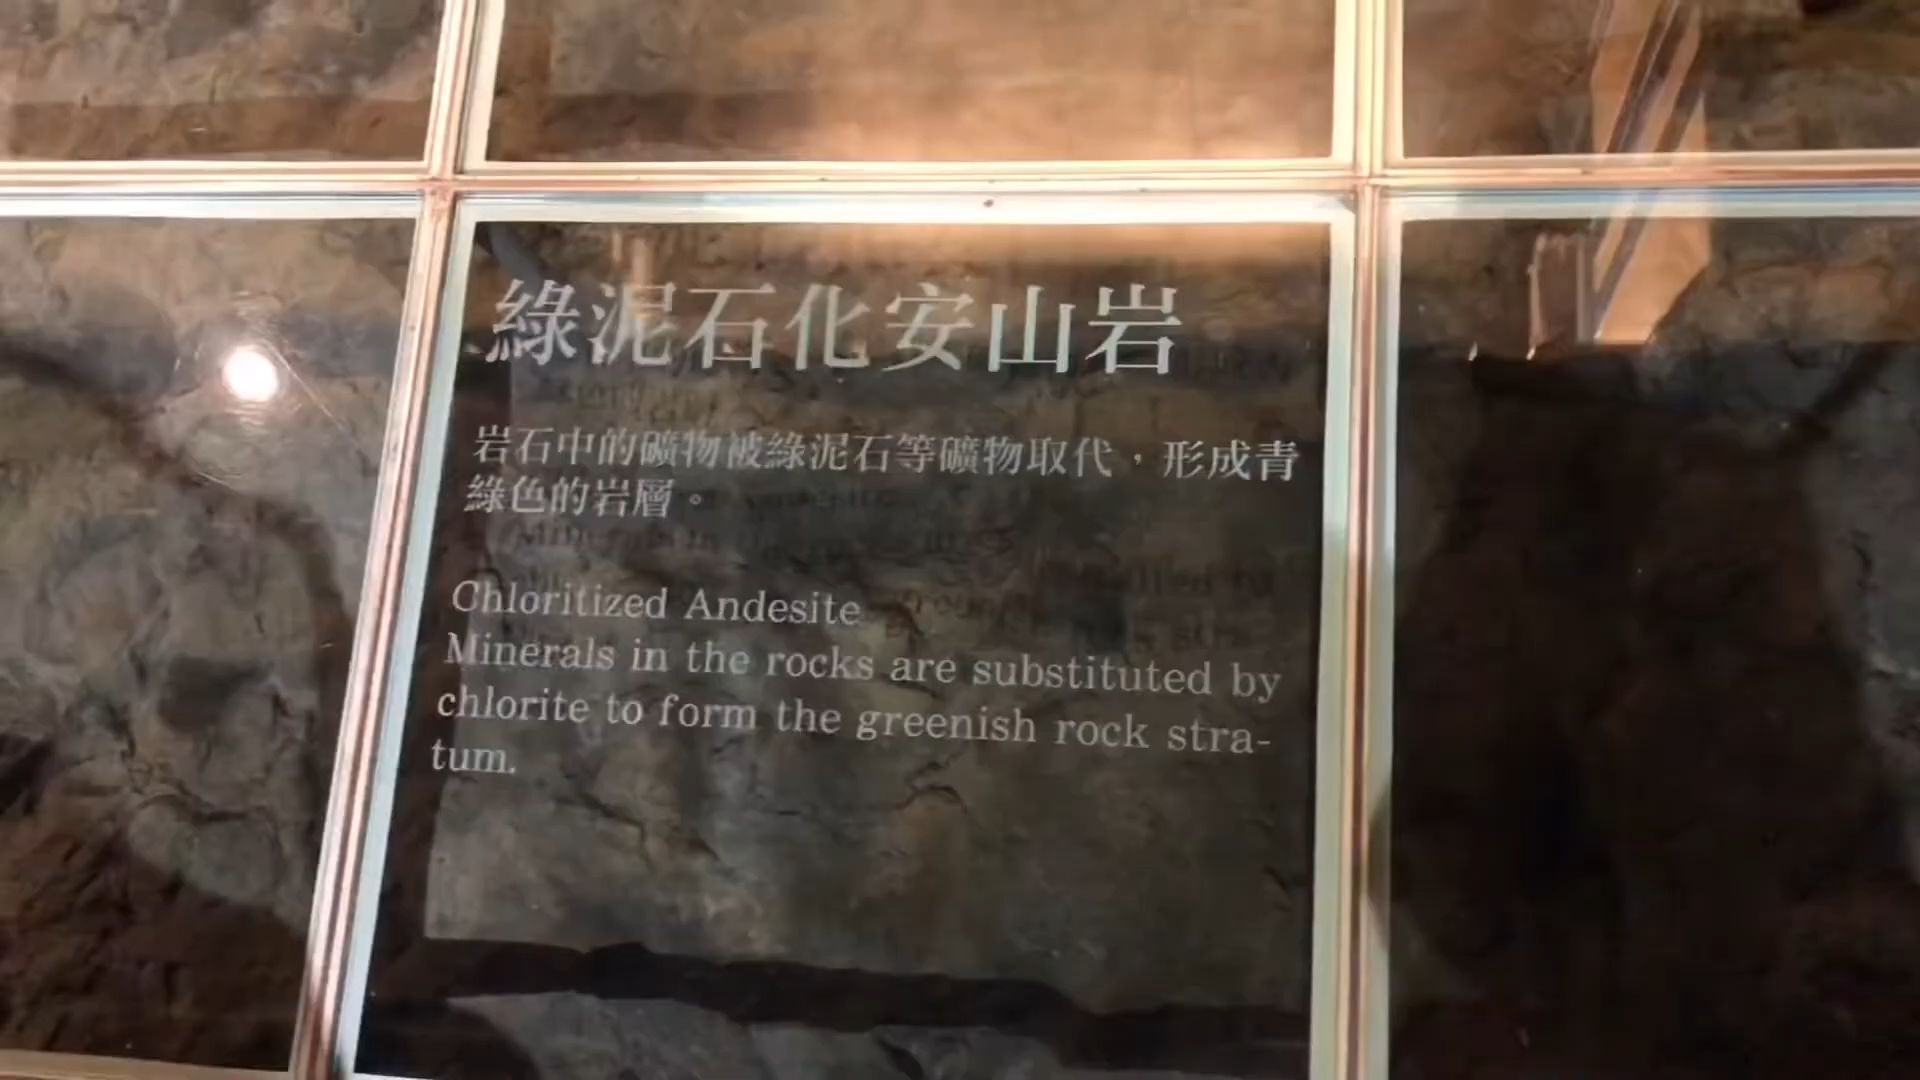 綠泥石化安山岩
岩石中的礦物被綠泥石等礦物取代，形成青
綠色的岩層。
Chloritized Andesite
Minerals in the rocks are substituted by
chlorite to form the greenish rock stra-
tum.